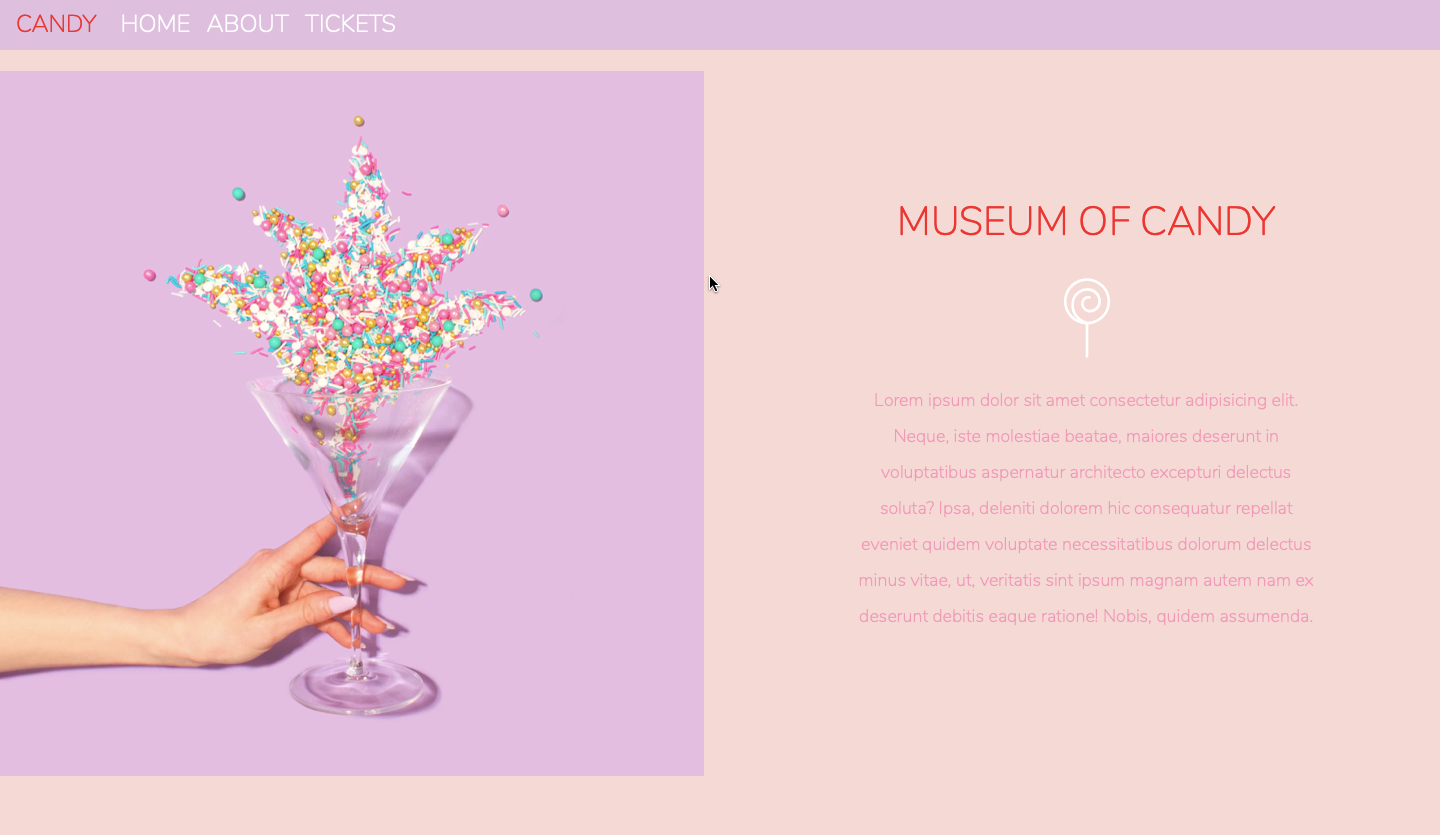 CANDY HOME ABOUT TICKETS
MUSEUM OF CANDY
Lorem ipsum dolor sit amet consectetur adipisicing elit.
Neque, iste molestiae beatae, maiores deserunt in
voluptatibus aspernatur architecto excepturi delectus
soluta? Ipsa, deleniti dolorem hic consequatur repellat
eveniet quidem voluptate necessitatibus dolorum delectus
minus vitae, ut, veritatis sint ipsum magnam autem nam ex
deserunt debitis eaque ratione! Nobis, quidem assumenda.